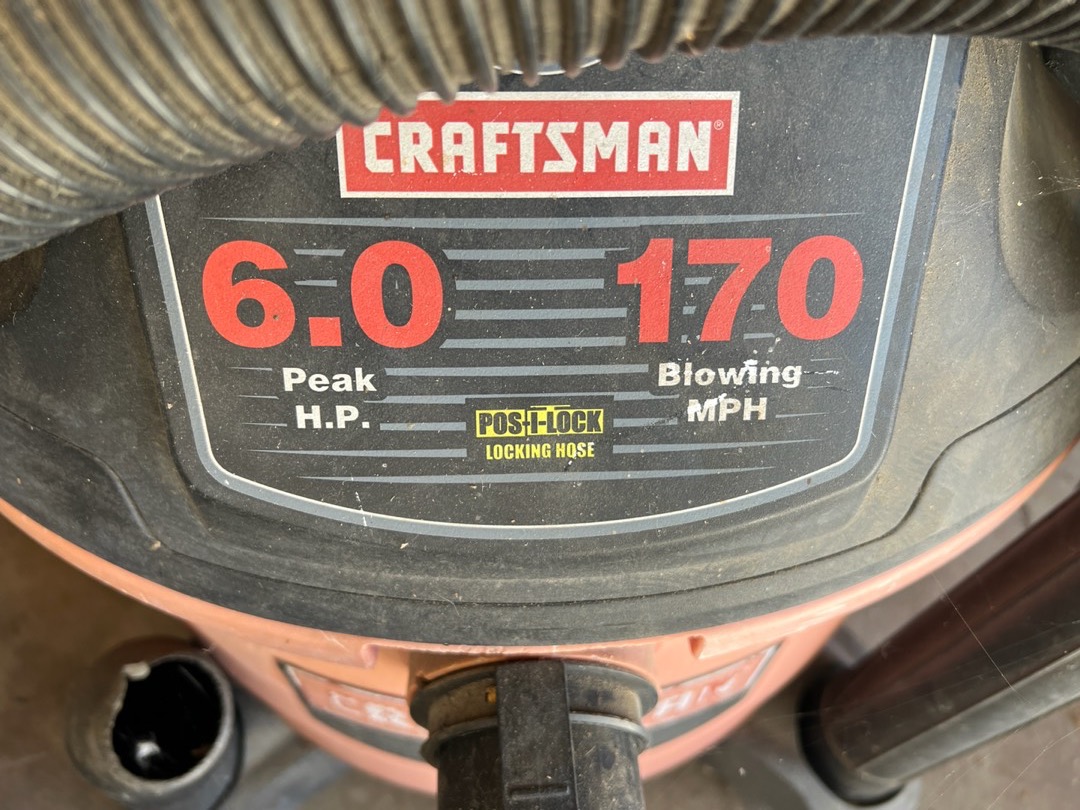 CRAFTSMAN®
6.0 170
Peak Blowing
H.P. MPH
POS-I-LOCK
LOCKING HOSE